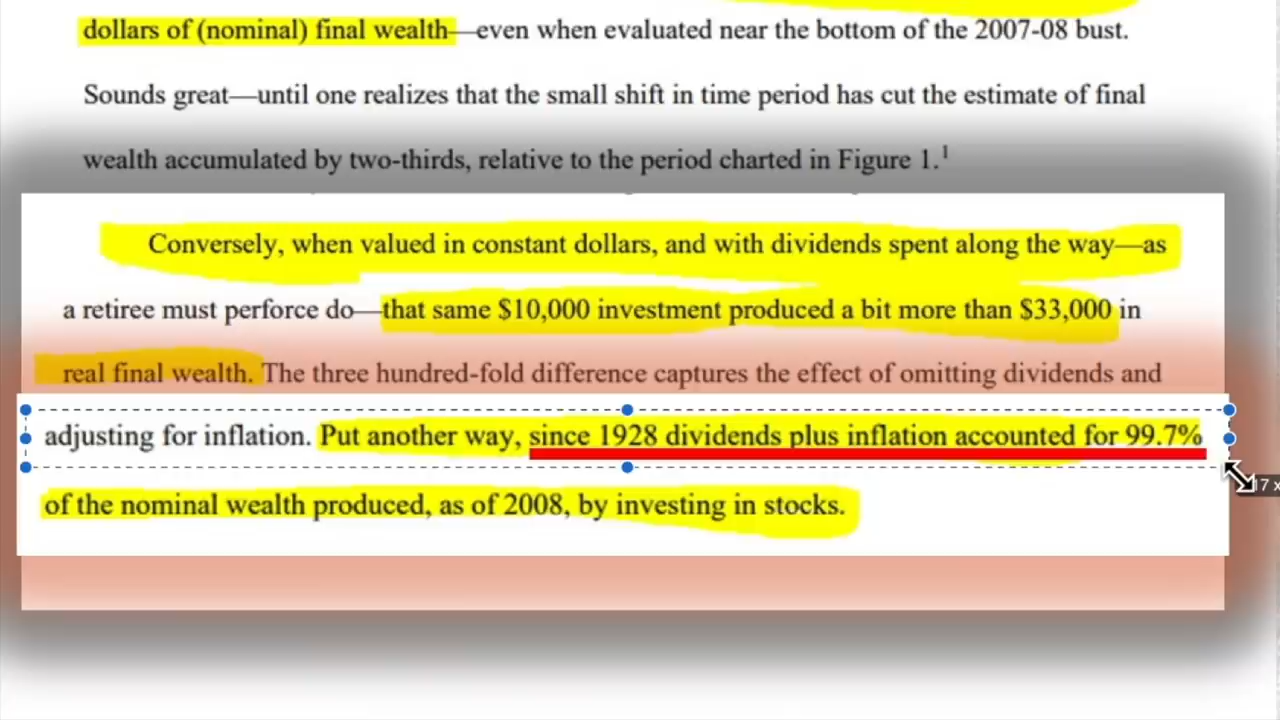 dollars of (nominal) final wealth—even when evaluated near the bottom of the 2007-08 bust.
Sounds great—until one realizes that the small shift in time period has cut the estimate of final
wealth accumulated by two-thirds, relative to the period charted in Figure 1.1
Conversely, when valued in constant dollars, and with dividends spent along the way—as
a retiree must perforce do—that same $10,000 investment produced a bit more than $33,000 in
real final wealth. The three hundred-fold difference captures the effect of omitting dividends and
adjusting for inflation. Put another way, since 1928 dividends plus inflation accounted for 99.7%
of the nominal wealth produced, as of 2008, by investing in stocks.